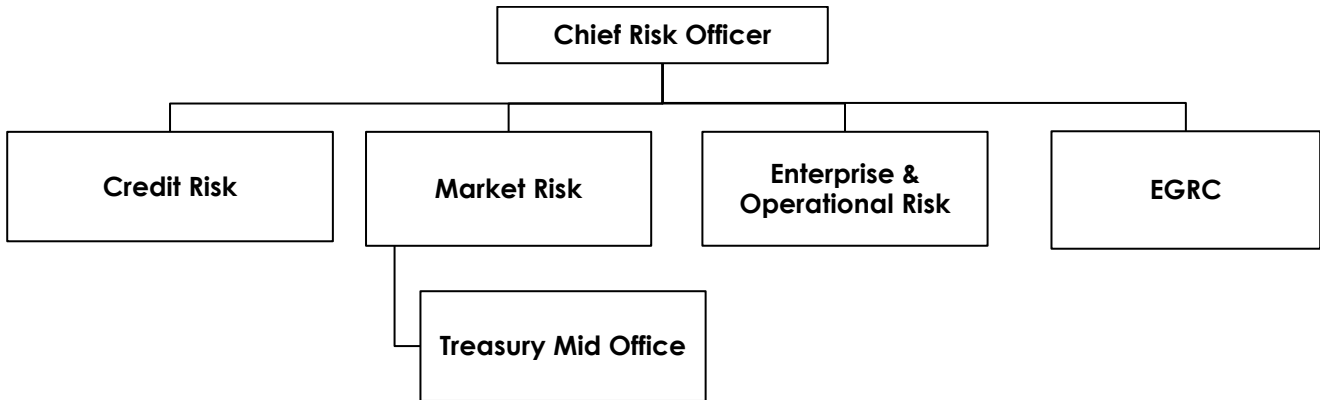 Chief Risk Officer
Credit Risk
Market Risk
Enterprise &
Operational Risk
EGRC
Treasury Mid Office